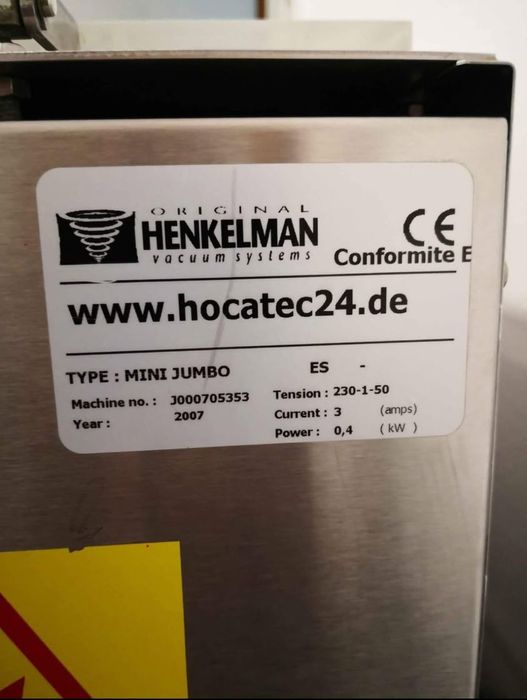 ORIGINAL
HENKELMAN
vacuum systems
CE
Conformite E
www.hocatec24.de
TYPE : MINI JUMBO ES -
Machine no. : J000705353
Year : 2007
Tension : 230-1-50
Current : 3 (amps)
Power : 0,4 (kW)